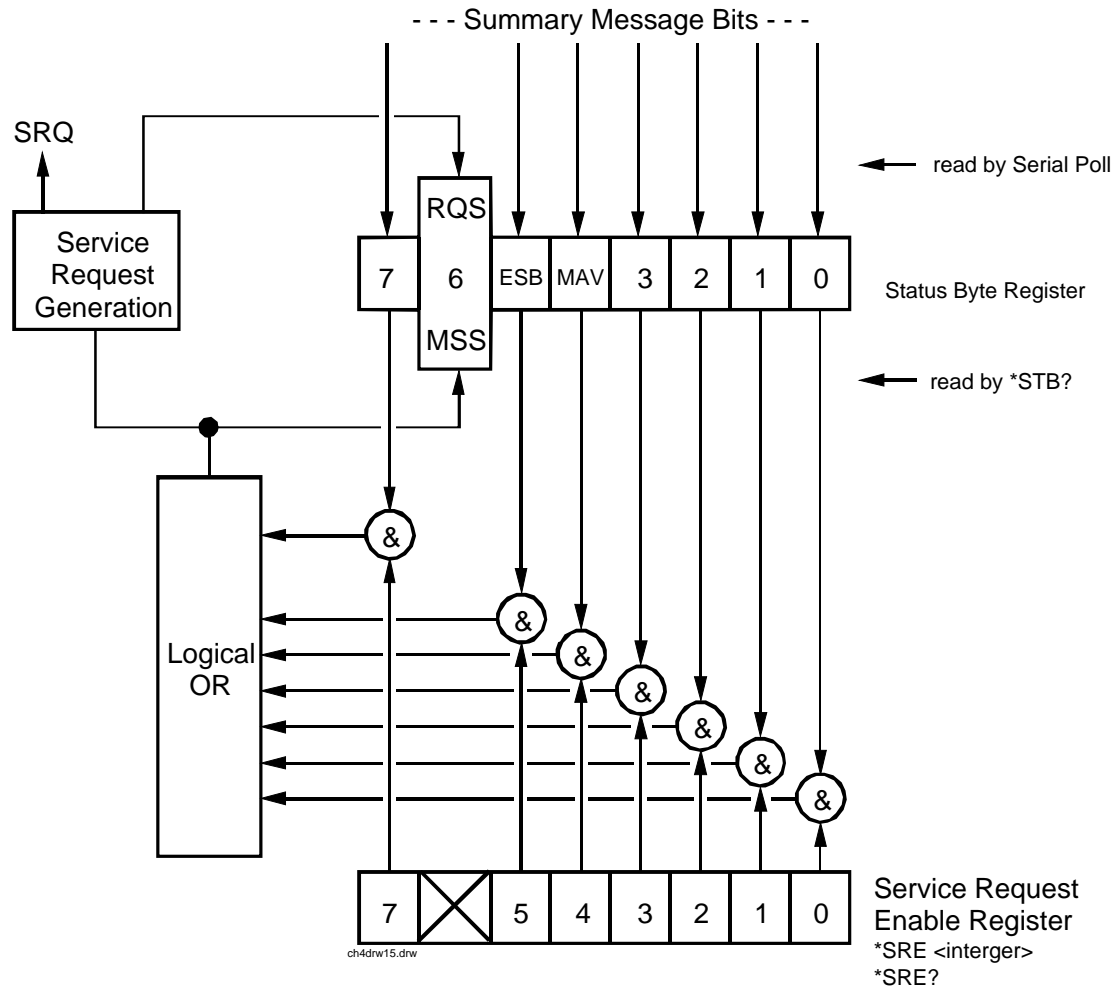 - - - Summary Message Bits - - -
SRQ
read by Serial Poll
Service
Request
Generation
RQS
7 6 ESB MAV 3 2 1 0
Status Byte Register
MSS
read by *STB?
&
&
&
&
&
&
&
Logical
OR
7 5 4 3 2 1 0
Service Request
Enable Register
*SRE <interger>
*SRE?
ch4drw15.drw